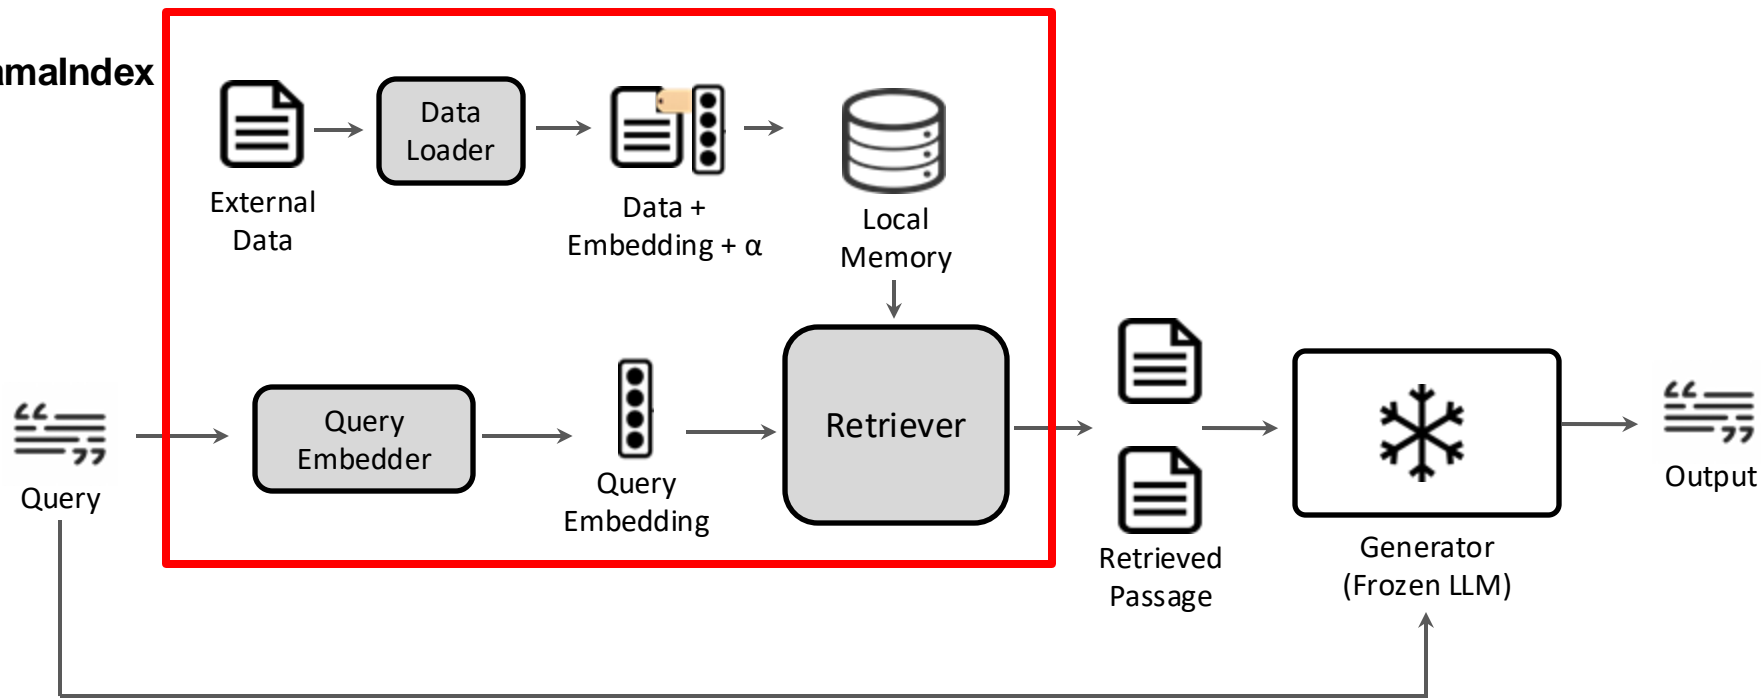 amaIndex
Data
Loader
External
Data
Data +
Embedding + α
Local
Memory
Query
Query
Embedder
Query
Embedding
Retriever
Retrieved
Passage
Generator
(Frozen LLM)
Output